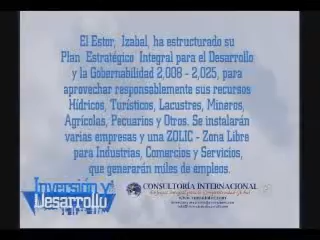 El Estor, Izabal, ha estructurado su
Plan Estratégico Integral para el Desarrollo
y la Gobernabilidad 2,008 - 2,025, para
aprovechar responsablemente sus recursos
Hídricos, Turísticos, Lacustres, Mineros,
Agrícolas, Pecuarios y Otros. Se instalarán
varias empresas y una ZOLIC - Zona Libre
para Industrias, Comercios y Servicios,
que generarán miles de empleos.
Inversión y
Desarrollo
CONSULTORÍA INTERNACIONAL